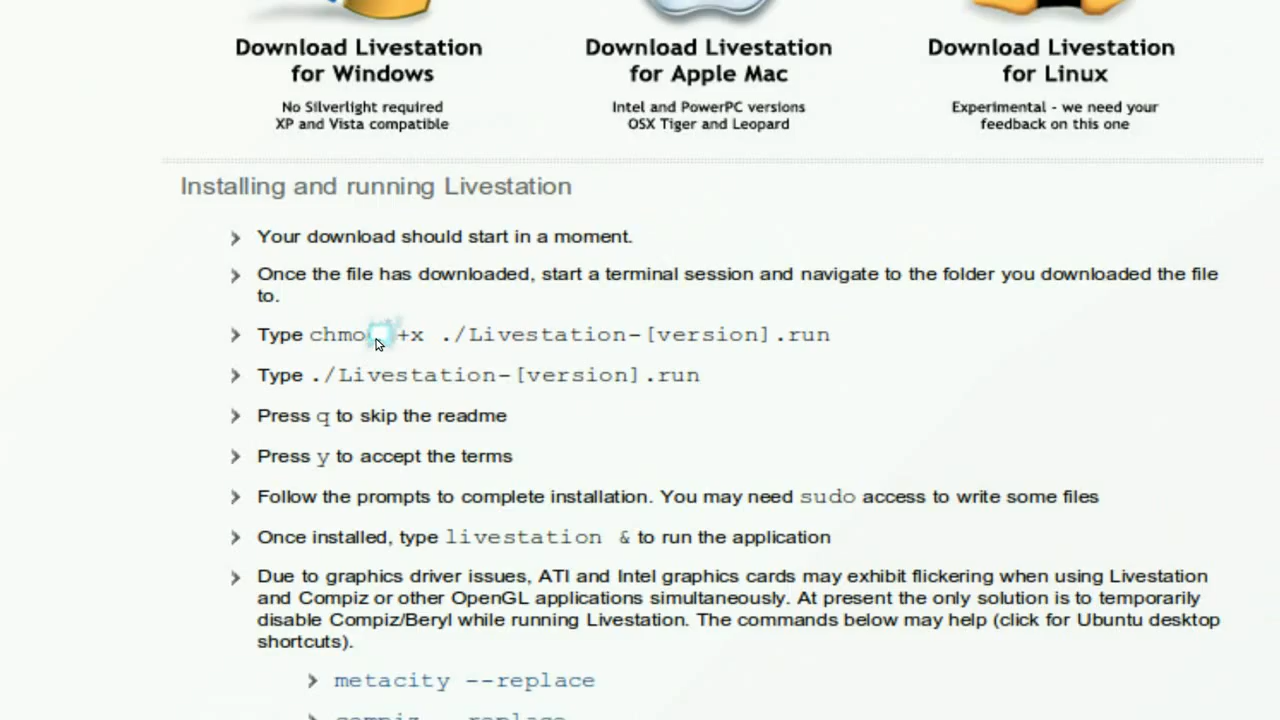 Download Livestation
for Windows
No Silverlight required
XP and Vista compatible
Download Livestation
for Apple Mac
Intel and PowerPC versions
OSX Tiger and Leopard
Download Livestation
for Linux
Experimental - we need your
feedback on this one
Installing and running Livestation
Your download should start in a moment.
Once the file has downloaded, start a terminal session and navigate to the folder you downloaded the file
to.
Type +x ./Livestation-[version].run
Type ./Livestation-[version].run
Press q to skip the readme
Press y to accept the terms
Follow the prompts to complete installation. You may need sudo access to write some files
Once installed, type livestation & to run the application
Due to graphics driver issues, ATI and Intel graphics cards may exhibit flickering when using Livestation
and Compiz or other OpenGL applications simultaneously. At present the only solution is to temporarily
disable Compiz/Beryl while running Livestation. The commands below may help (click for Ubuntu desktop
shortcuts).
metacity --replace